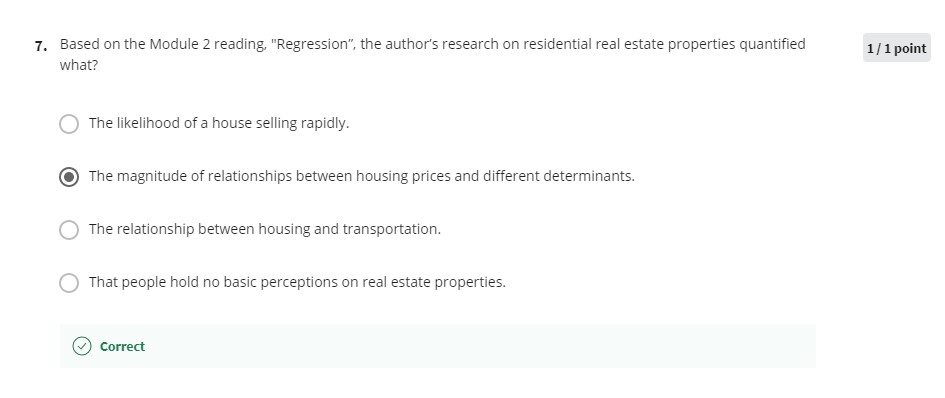 7. Based on the Module 2 reading, "Regression”, the author's research on residential real estate properties quantified
what?
1 / 1 point
The likelihood of a house selling rapidly.
The magnitude of relationships between housing prices and different determinants.
The relationship between housing and transportation.
That people hold no basic perceptions on real estate properties.
Correct